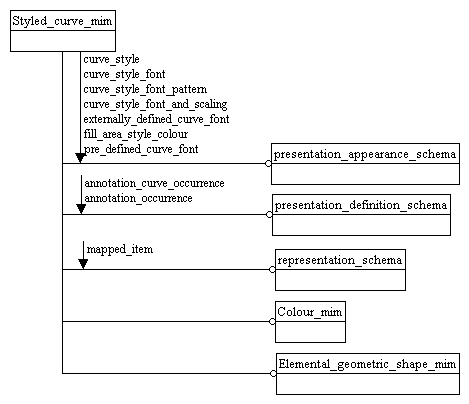 Styled_curve_mim
curve_style
curve_style_font
curve_style_font_pattern
curve_style_font_and_scaling
externally_defined_curve_font
fill_area_style_colour
pre_defined_curve_font
presentation_appearance_schema
annotation_curve_occurrence
annotation_occurrence
presentation_definition_schema
mapped_item
representation_schema
Colour_mim
Elemental_geometric_shape_mim